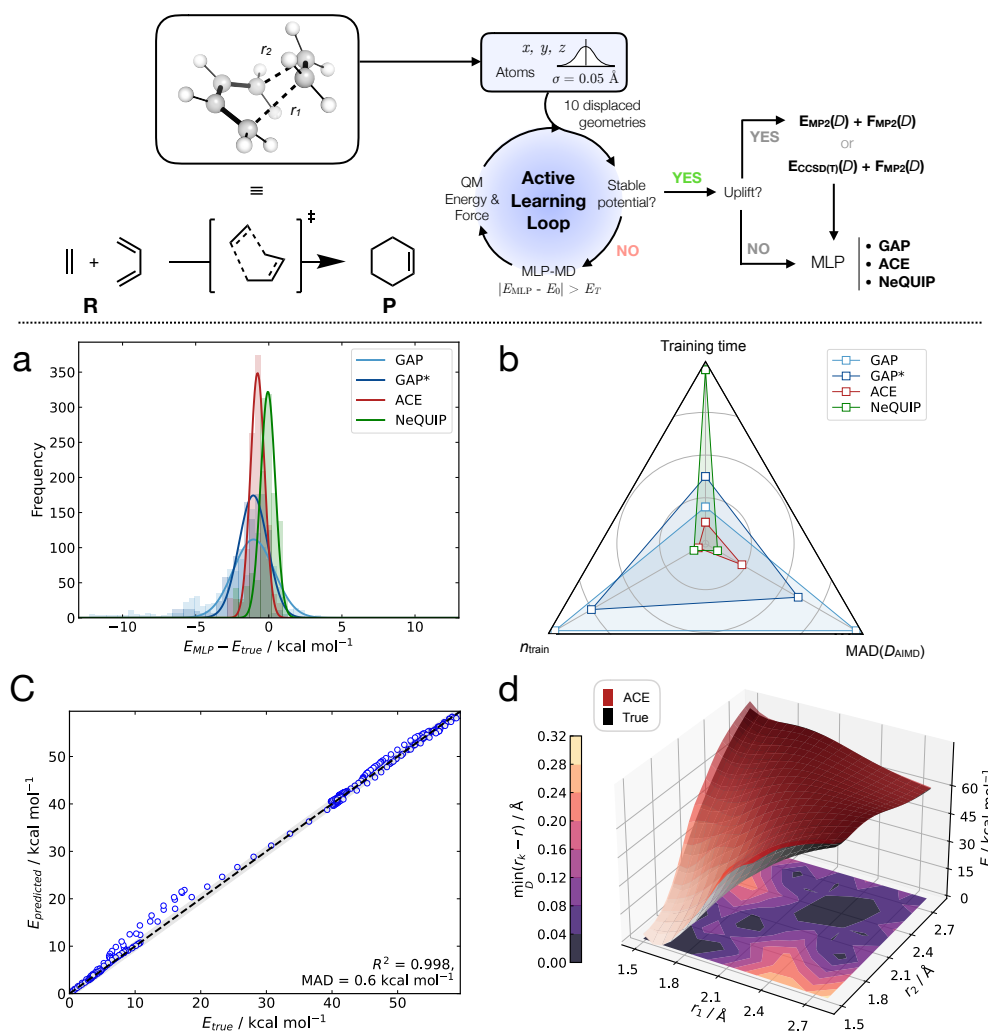 r2
r1
x, y, z
Atoms
σ = 0.05 Å
10 displaced
geometries
Active
Learning
Loop
QM
Energy &
Force
Stable
potential?
YES
NO
MLP-MD
|EMLP - E0| > ET
Uplift?
YES
NO
EMP2(D) + FMP2(D)
or
ECCSD(T)(D) + FMP2(D)
MLP
• GAP
• ACE
• NeQUIP
≡
‡
+
R
P
a
GAP
GAP*
ACE
NeQUIP
Frequency
350
300
250
200
150
100
50
0
−10
−5
0
5
10
EMLP − Etrue / kcal mol−1
b
Training time
GAP
GAP*
ACE
NeQUIP
ntrain
MAD(DAIMD)
C
Epredicted / kcal mol−1
50
40
30
20
10
0
0
10
20
30
40
50
R2 = 0.998,
MAD = 0.6 kcal mol−1
Etrue / kcal mol−1
d
ACE
True
0.32
0.28
0.24
0.20
0.16
0.12
0.08
0.04
0.00
min(rk − r) / Å
D
60
45
30
15
0
E / kcal mol−1
1.5
1.8
2.1
2.4
2.7
r1 / Å
1.5
1.8
2.1
2.4
2.7
r2 / Å